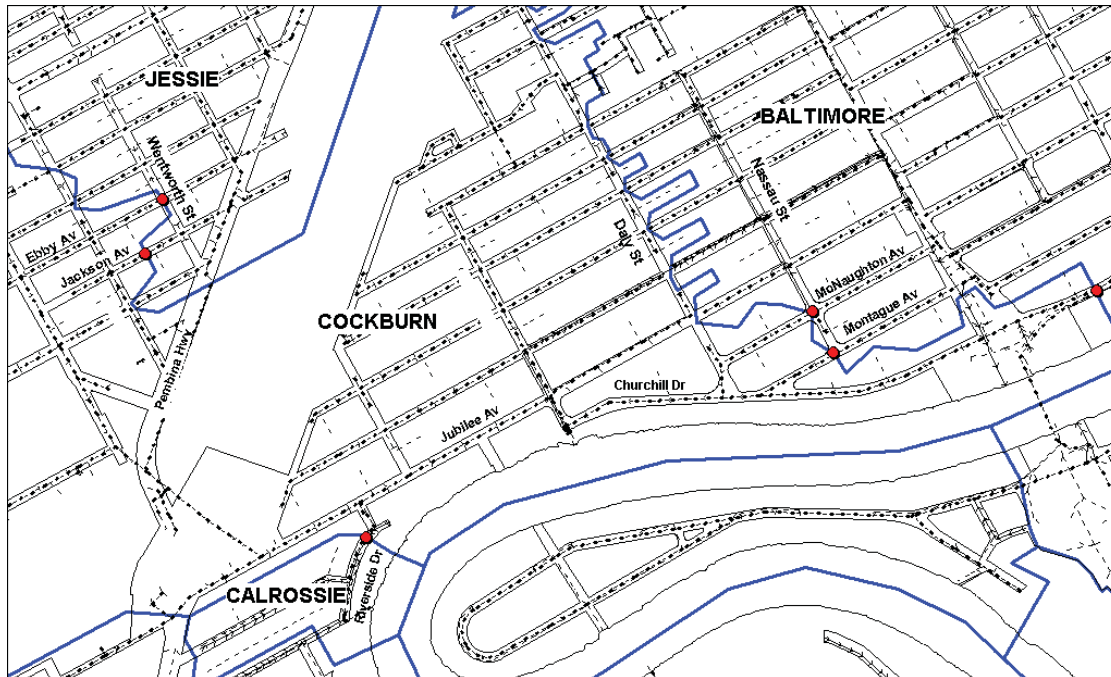 JESSIE
BALTIMORE
Wentworth St
Nassau St
Ebby Av
Daly St
Jackson Av
McNaughton Av
COCKBURN
Montague Av
Pembina Hwy
Churchill Dr
Jubilee Av
CALROSSIE
Riverside Dr